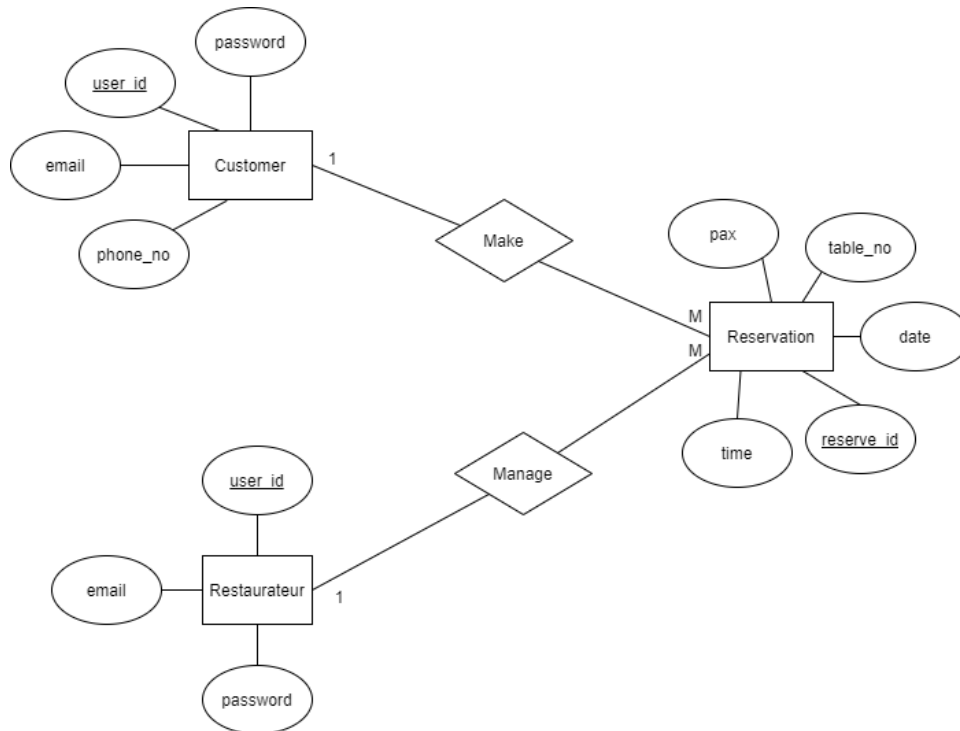 password
user_id
email
Customer
1
phone_no
Make
pax
table_no
M
Reservation
date
M
reserve_id
time
Manage
user_id
email
Restaurateur
1
password